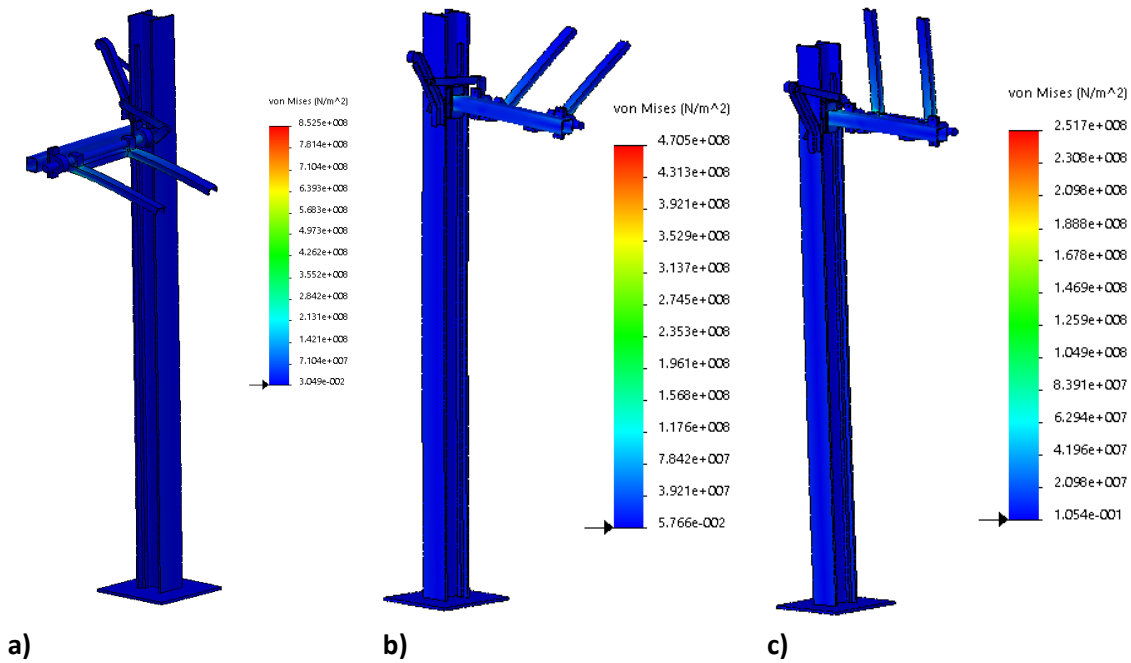 von Mises (N/m^2)
8.525e+008
7.814e+008
7.104e+008
6.393e+008
5.683e+008
4.973e+008
4.262e+008
3.552e+008
2.842e+008
2.131e+008
1.421e+008
7.104e+007
3.049e-002
a)
von Mises (N/m^2)
4.705e+008
4.313e+008
3.921e+008
3.529e+008
3.137e+008
2.745e+008
2.353e+008
1.961e+008
1.568e+008
1.176e+008
7.842e+007
3.921e+007
5.766e-002
b)
von Mises (N/m^2)
2.517e+008
2.308e+008
2.098e+008
1.888e+008
1.678e+008
1.469e+008
1.259e+008
1.049e+008
8.391e+007
6.294e+007
4.196e+007
2.098e+007
1.054e-001
c)